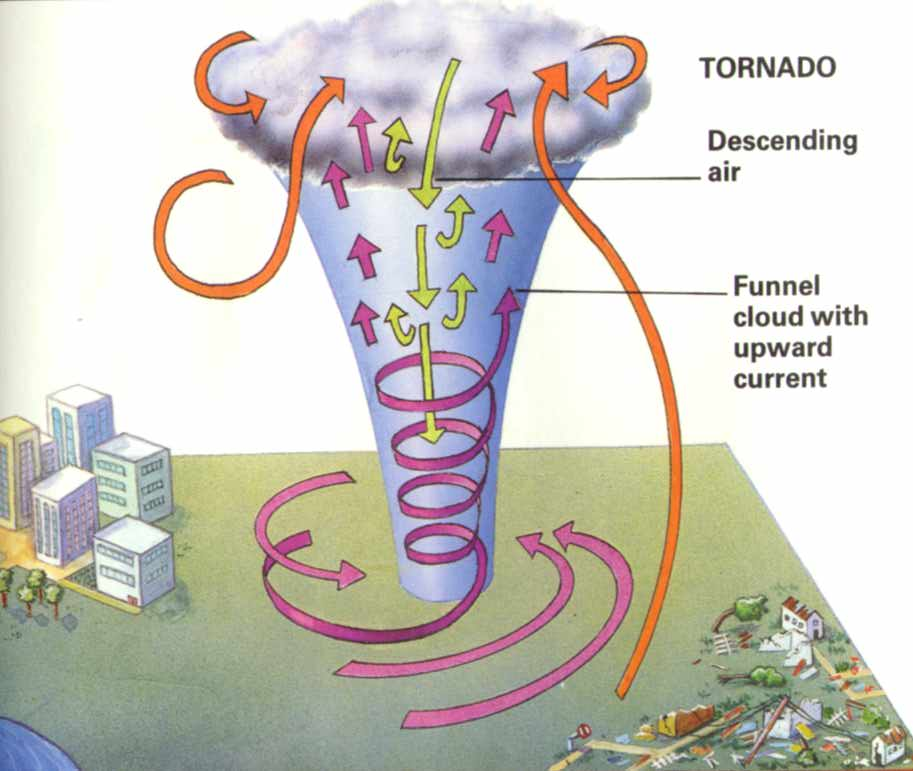 TORNADO
Descending
air
Funnel
cloud with
upward
current